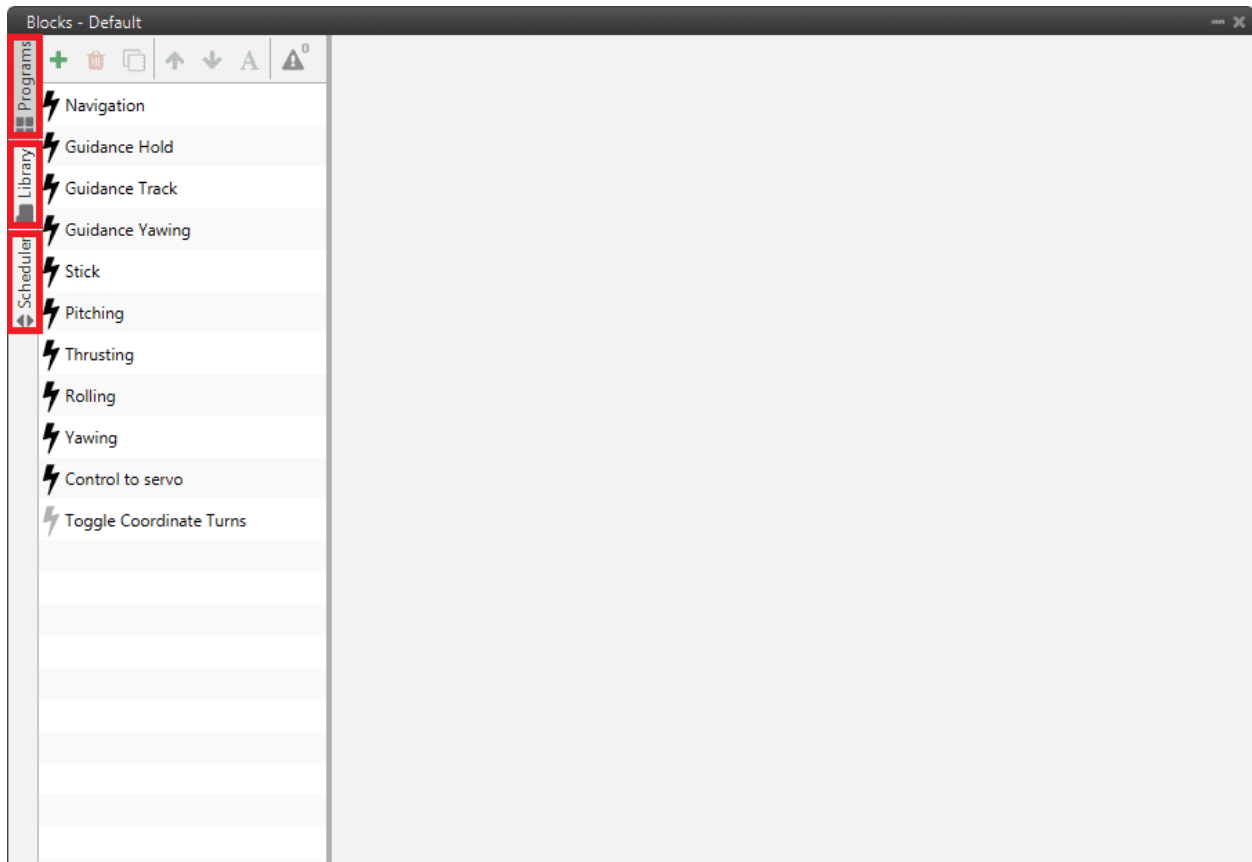 Blocks - Default
Programs
Library
Scheduler
A
0
Navigation
Guidance Hold
Guidance Track
Guidance Yawing
Stick
Pitching
Thrusting
Rolling
Yawing
Control to servo
Toggle Coordinate Turns